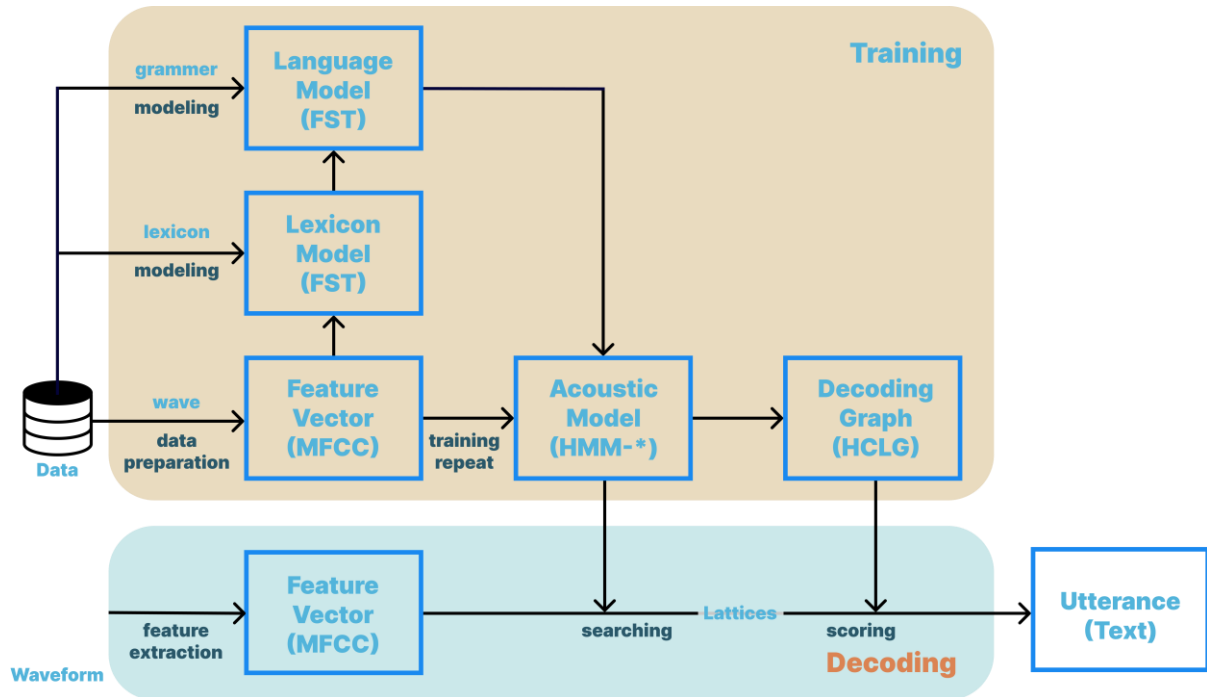 Training
grammer
modeling
Language
Model
(FST)
lexicon
modeling
Lexicon
Model
(FST)
Data
wave
data
preparation
Feature
Vector
(MFCC)
training
repeat
Acoustic
Model
(HMM-*)
Decoding
Graph
(HCLG)
Waveform
feature
extraction
Feature
Vector
(MFCC)
searching
Lattices
scoring
Decoding
Utterance
(Text)